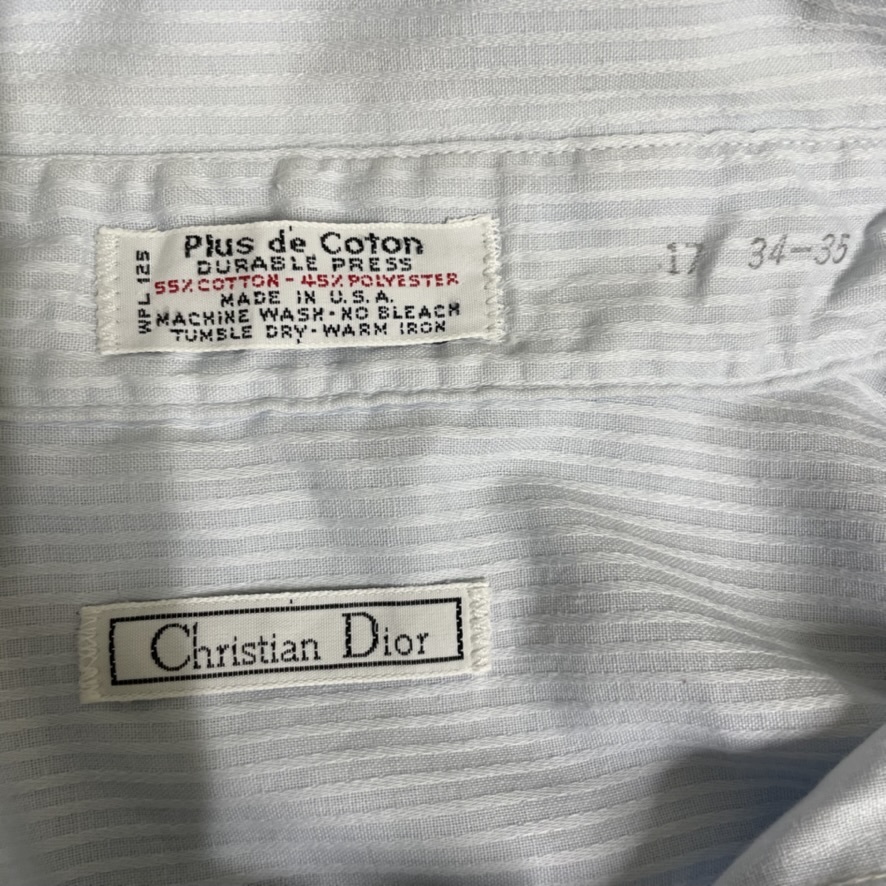 Plus de Coton
DURABLE PRESS
55% COTTON - 45% POLYESTER
MADE IN U.S.A.
MACHINE WASH - NO BLEACH
TUMBLE DRY - WARM IRON
WPL 125
17 34-35
Christian Dior